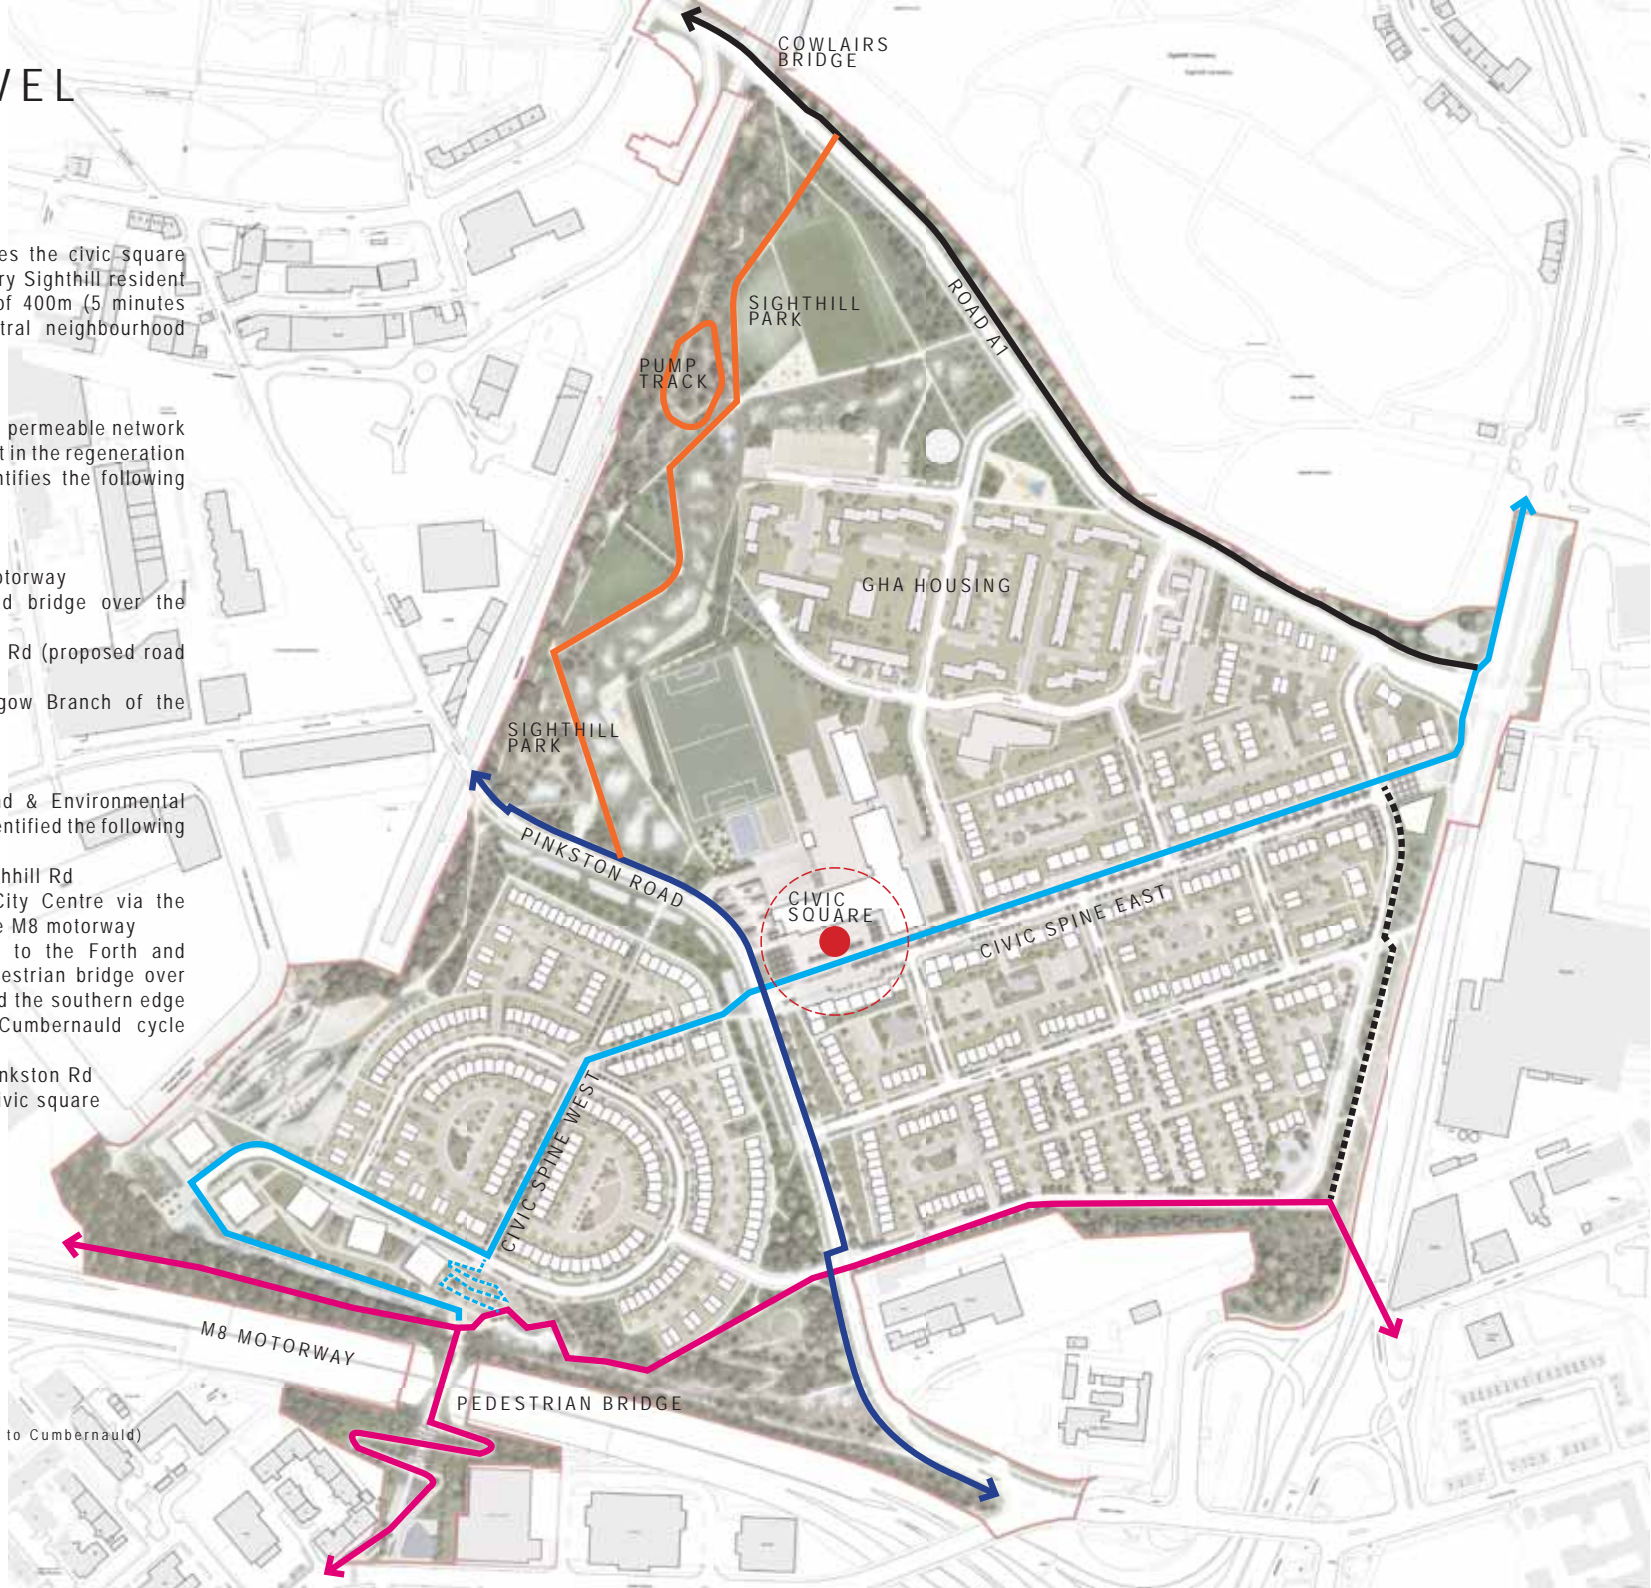 VEL
es the civic square
ry Sighthill resident
of 400m (5 minutes
tral neighbourhood
permeable network
t in the regeneration
ntifies the following
otorway
d bridge over the
Rd (proposed road
gow Branch of the
d & Environmental
entified the following
hhill Rd
City Centre via the
e M8 motorway
to the Forth and
destrian bridge over
d the southern edge
Cumbernauld cycle
nkston Rd
ivic square
to Cumbernauld)
COWLAIRS
BRIDGE
ROAD A1
SIGHTHILL
PARK
PUMP
TRACK
GHA HOUSING
SIGHTHILL
PARK
PINKSTON ROAD
CIVIC
SQUARE
CIVIC SPINE EAST
CIVIC SPINE WEST
M8 MOTORWAY
PEDESTRIAN BRIDGE